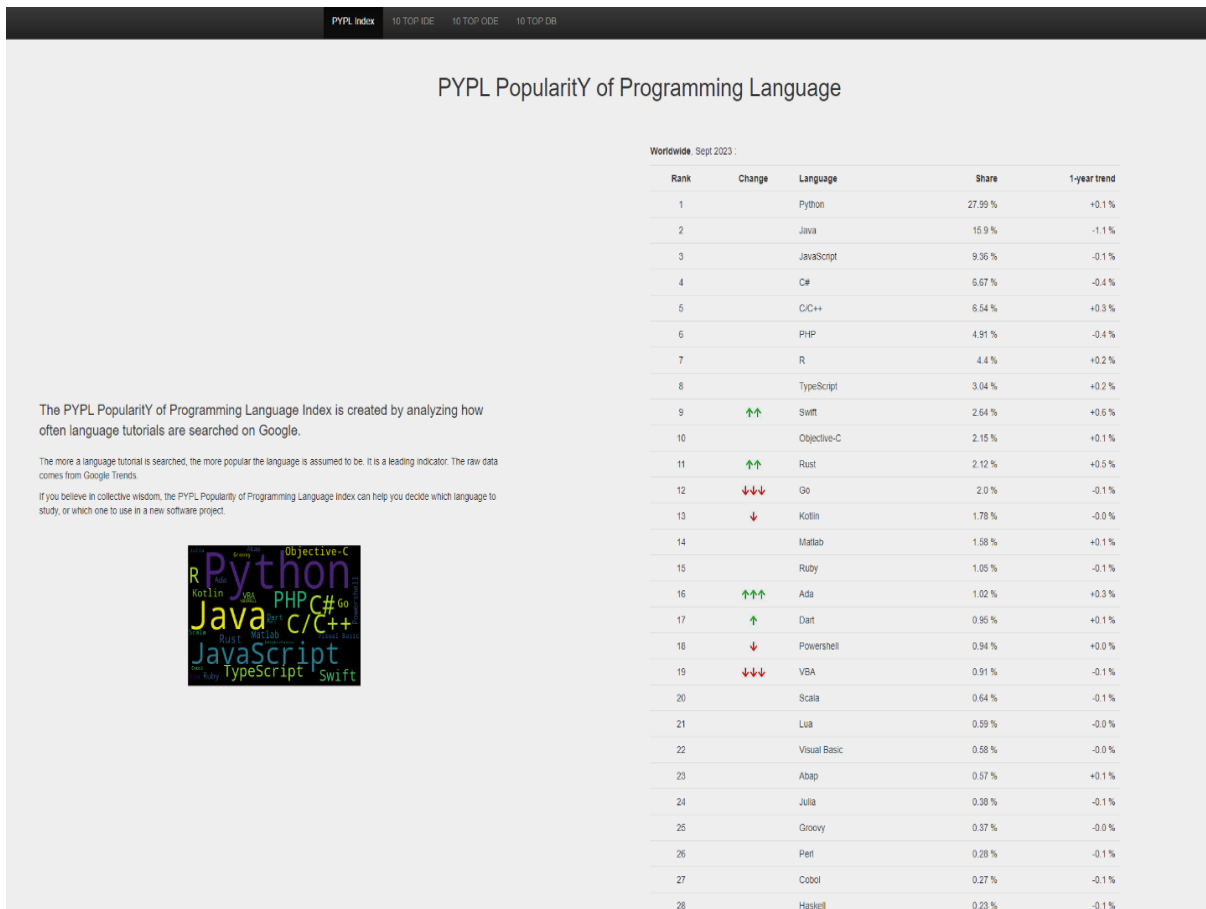 PYPL Index 10 TOP IDE 10 TOP ODE 10 TOP DB
PYPL PopularitY of Programming Language
The PYPL PopularitY of Programming Language Index is created by analyzing how
often language tutorials are searched on Google.
The more a language tutorial is searched, the more popular the language is assumed to be. It is a leading indicator. The raw data
comes from Google Trends.
If you believe in collective wisdom, the PYPL Popularity of Programming Language index can help you decide which language to
study, or which one to use in a new software project.
Objective-C
Abap
Groovy
Python
R
Ada
Kotlin
VBA
PHP
C#
Go
Powershell
Java
Dart
C/C++
Scala
Rust
Matlab
Visual Basic
JavaScript
Cobol
Ruby
TypeScript
Swift
Julia
Worldwide, Sept 2023 :
Rank Change Language Share 1-year trend
1 Python 27.99 % +0.1 %
2 Java 15.9 % -1.1 %
3 JavaScript 9.36 % -0.1 %
4 C# 6.67 % -0.4 %
5 C/C++ 6.54 % +0.3 %
6 PHP 4.91 % -0.4 %
7 R 4.4 % +0.2 %
8 TypeScript 3.04 % +0.2 %
9 ↑↑ Swift 2.64 % +0.6 %
10 Objective-C 2.15 % +0.1 %
11 ↑↑ Rust 2.12 % +0.5 %
12 ↓↓↓ Go 2.0 % -0.1 %
13 ↓ Kotlin 1.78 % -0.0 %
14 Matlab 1.58 % +0.1 %
15 Ruby 1.05 % -0.1 %
16 ↑↑↑ Ada 1.02 % +0.3 %
17 ↑ Dart 0.95 % +0.1 %
18 ↓ Powershell 0.94 % +0.0 %
19 ↓↓↓ VBA 0.91 % -0.1 %
20 Scala 0.64 % -0.1 %
21 Lua 0.59 % -0.0 %
22 Visual Basic 0.58 % -0.0 %
23 Abap 0.57 % +0.1 %
24 Julia 0.38 % -0.1 %
25 Groovy 0.37 % -0.0 %
26 Perl 0.28 % -0.1 %
27 Cobol 0.27 % -0.1 %
28 Haskell 0.23 % -0.1 %